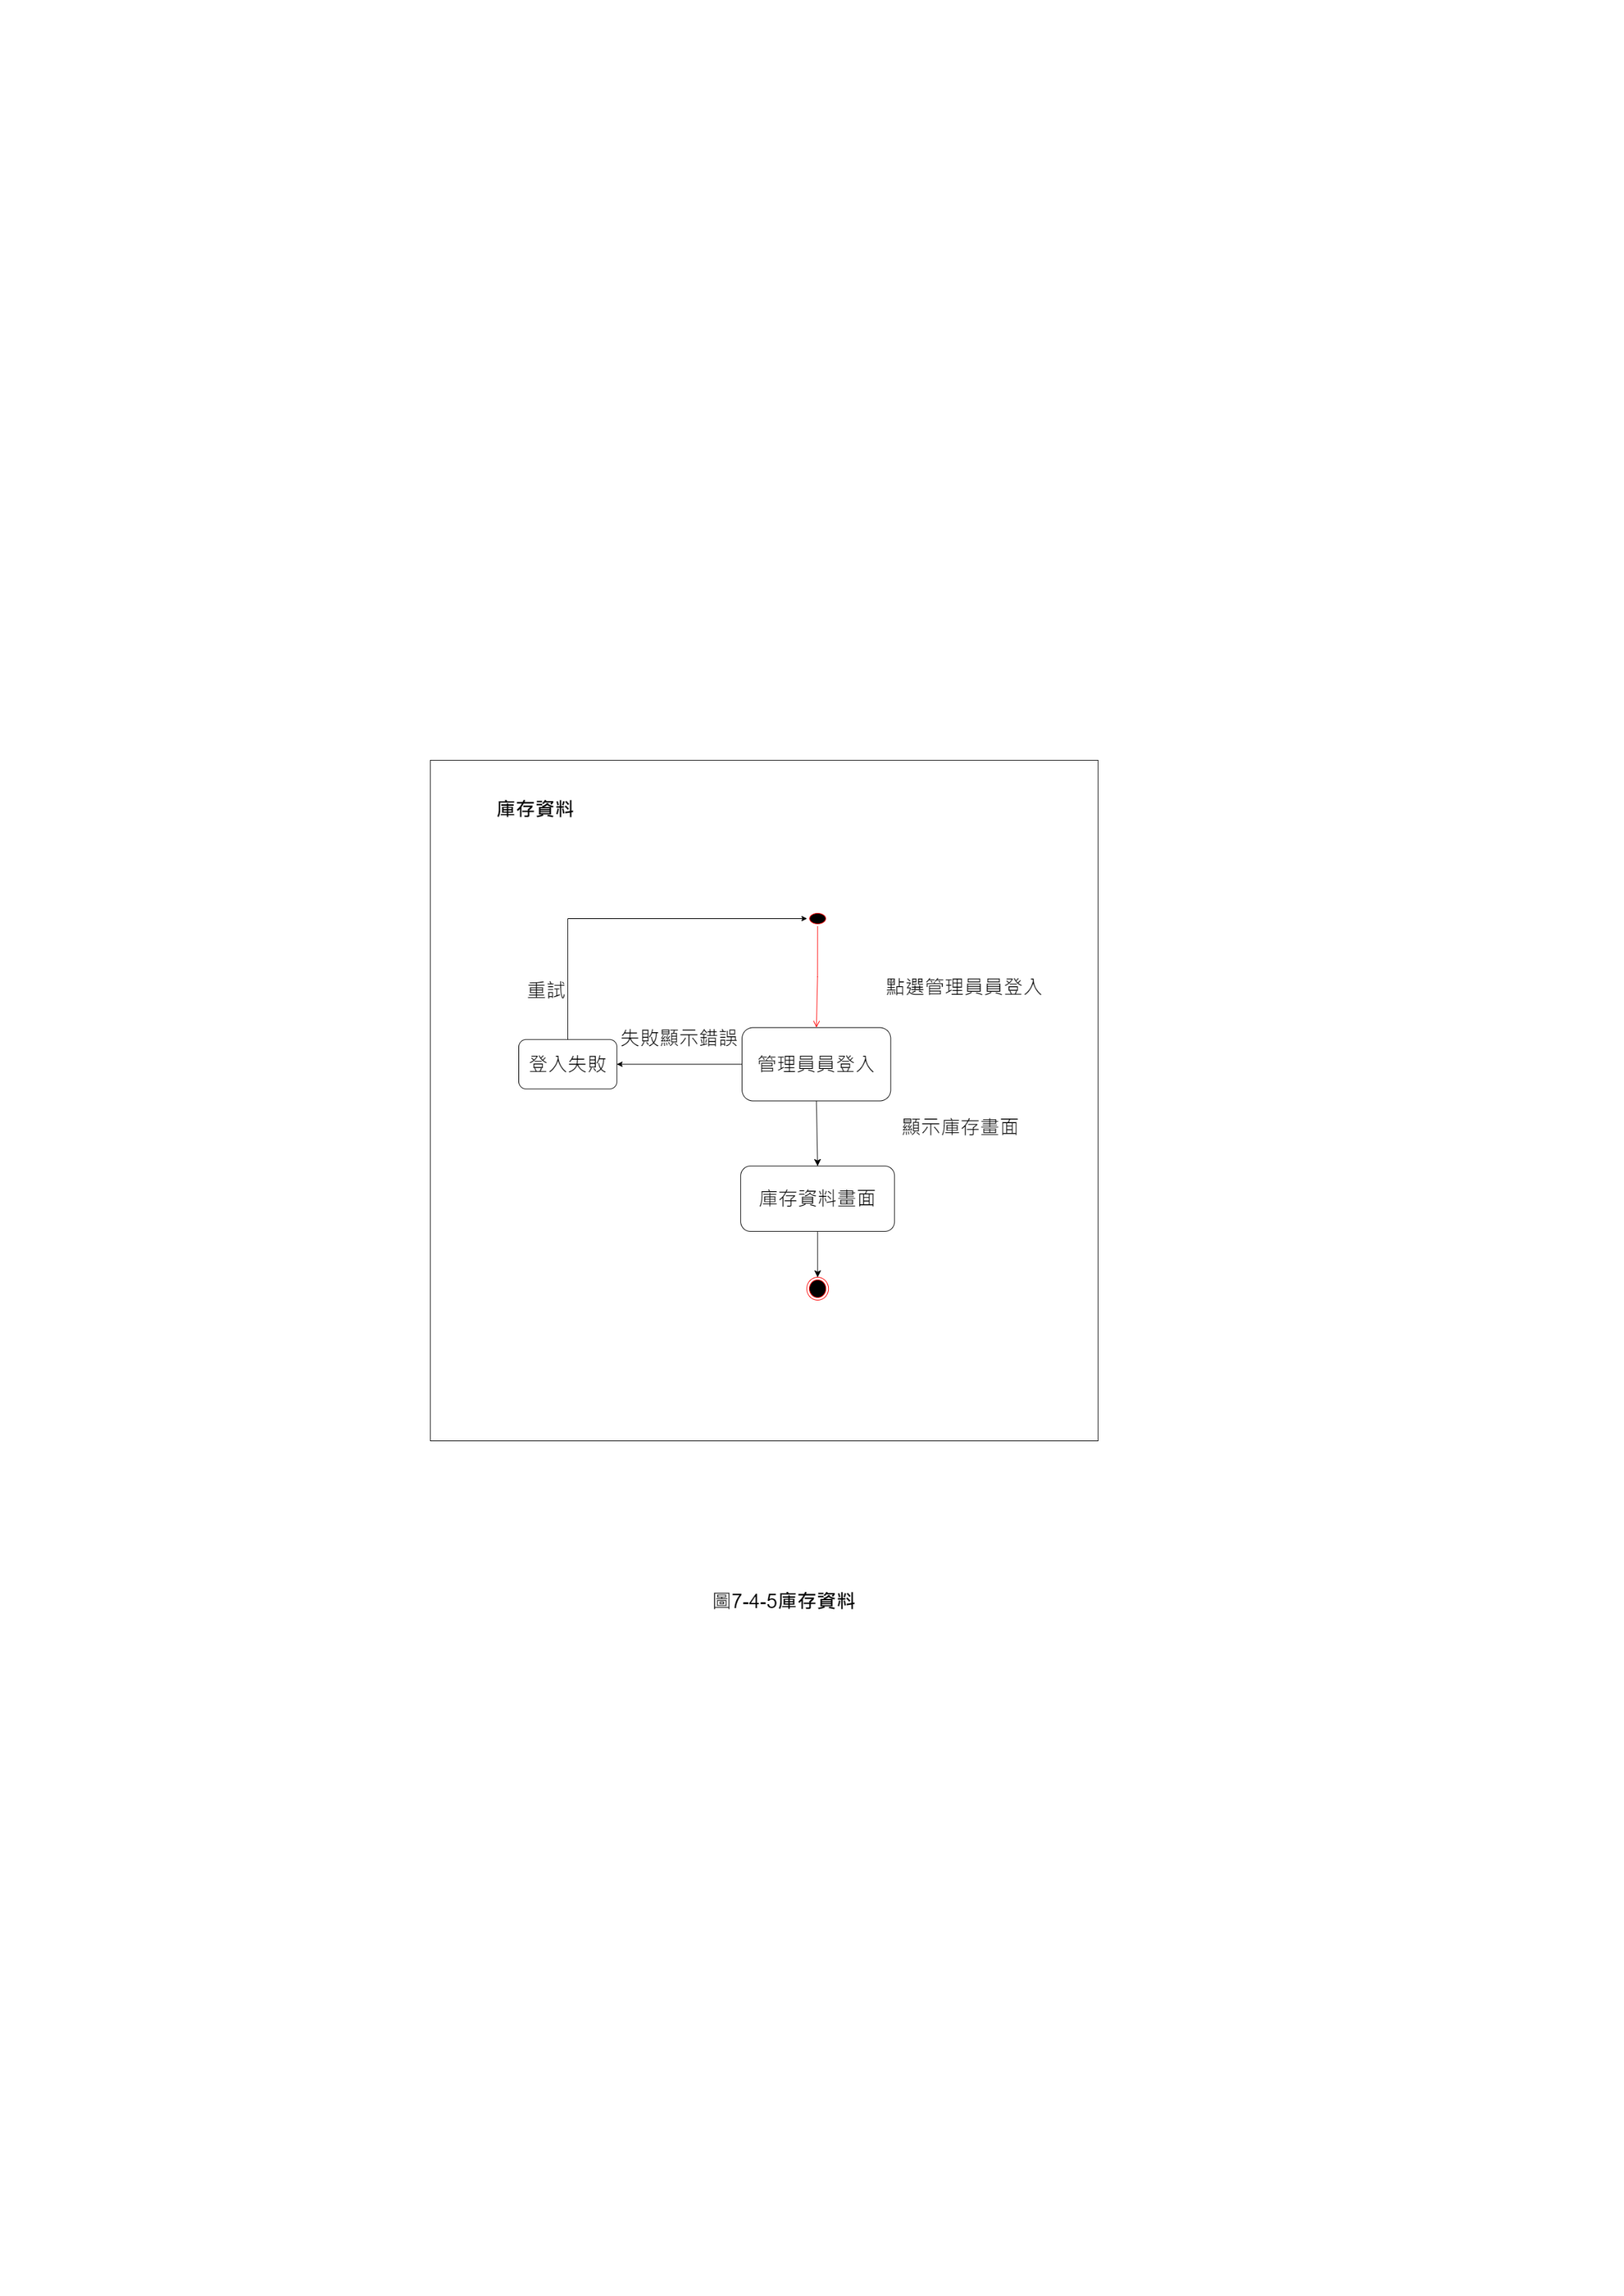 庫存資料
點選管理員員登入
重試
失敗顯示錯誤
登入失敗
管理員員登入
顯示庫存畫面
庫存資料畫面
圖7-4-5庫存資料